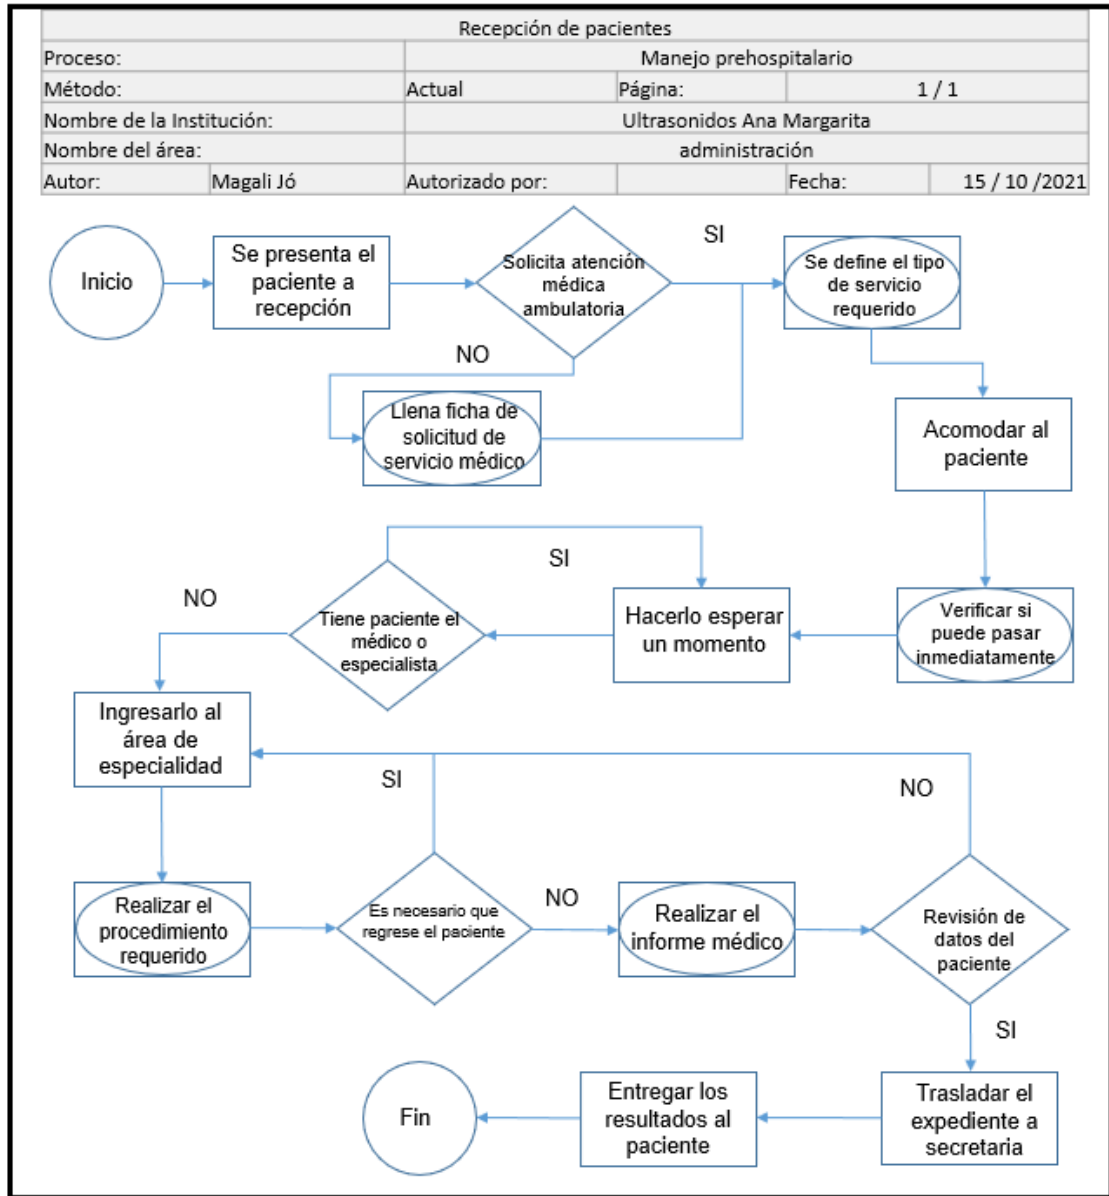 Recepción de pacientes
Proceso: Manejo prehospitalario
Método: Actual Página: 1 / 1
Nombre de la Institución: Ultrasonidos Ana Margarita
Nombre del área: administración
Autor: Magali Jó Autorizado por: Fecha: 15 / 10 /2021
Inicio
Se presenta el
paciente a
recepción
Solicita atención
médica
ambulatoria
SI
Se define el tipo
de servicio
requerido
NO
Llena ficha de
solicitud de
servicio médico
Acomodar al
paciente
Verificar si
puede pasar
inmediatamente
Hacerlo esperar
un momento
SI
Tiene paciente el
médico o
especialista
NO
Ingresarlo al
área de
especialidad
Realizar el
procedimiento
requerido
SI
Es necesario que
regrese el paciente
NO
Realizar el
informe médico
NO
Revisión de
datos del
paciente
SI
Trasladar el
expediente a
secretaria
Entregar los
resultados al
paciente
Fin